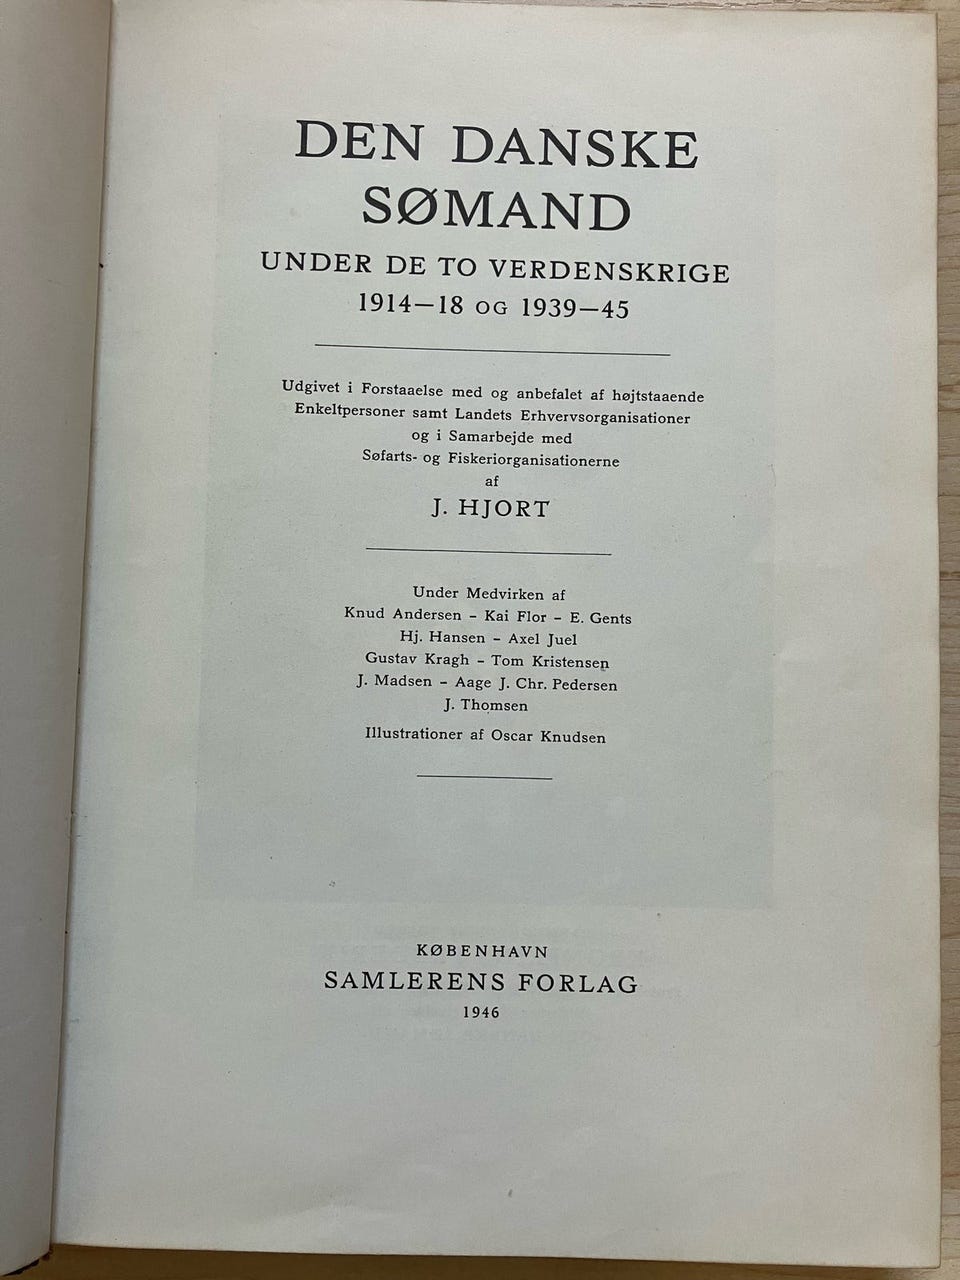 DEN DANSKE
SØMAND
UNDER DE TO VERDENSKRIGE
1914—18 OG 1939—45
Udgivet i Forstaaelse med og anbefalet af højtstaaende
Enkeltpersoner samt Landets Erhvervsorganisationer
og i Samarbejde med
Søfarts- og Fiskeriorganisationerne
af
J. HJORT
Under Medvirken af
Knud Andersen – Kai Flor – E. Gents
Hj. Hansen – Axel Juel
Gustav Kragh – Tom Kristensen
J. Madsen – Aage J. Chr. Pedersen
J. Thomsen
Illustrationer af Oscar Knudsen
KØBENHAVN
SAMLERENS FORLAG
1946